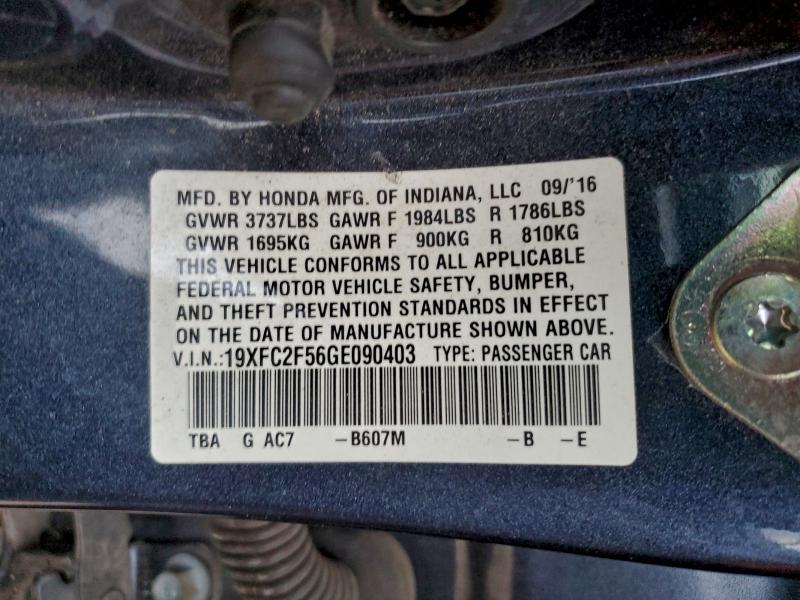 MFD. BY HONDA MFG. OF INDIANA, LLC 09/'16
GVWR 3737LBS GAWR F 1984LBS R 1786LBS
GVWR 1695KG GAWR F 900KG R 810KG
THIS VEHICLE CONFORMS TO ALL APPLICABLE
FEDERAL MOTOR VEHICLE SAFETY, BUMPER,
AND THEFT PREVENTION STANDARDS IN EFFECT
ON THE DATE OF MANUFACTURE SHOWN ABOVE.
V.I.N.:19XFC2F56GE090403 TYPE: PASSENGER CAR
TBA G AC7 -B607M -B -E